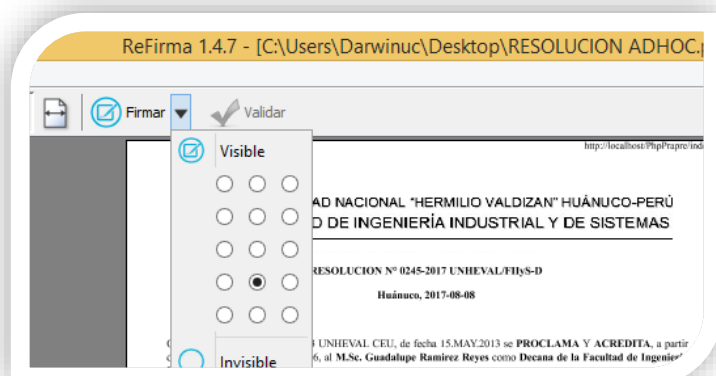 ReFirma 1.4.7 - [C:\Users\Darwinuc\Desktop\RESOLUCION ADHOC.p
Firmar
Validar
Visible
Invisible
http://localhost/PhpPrapre/ind
AD NACIONAL "HERMILIO VALDIZAN" HUÁNUCO-PERÚ
D DE INGENIERÍA INDUSTRIAL Y DE SISTEMAS
RESOLUCION Nº 0245-2017 UNHEVAL/FIIyS-D
Huánuco, 2017-08-08
UNHEVAL CEU, de fecha 15.MAY.2013 se PROCLAMA Y ACREDITA, a partir
6, al M.Sc. Guadalupe Ramirez Reyes como Decana de la Facultad de Ingenier